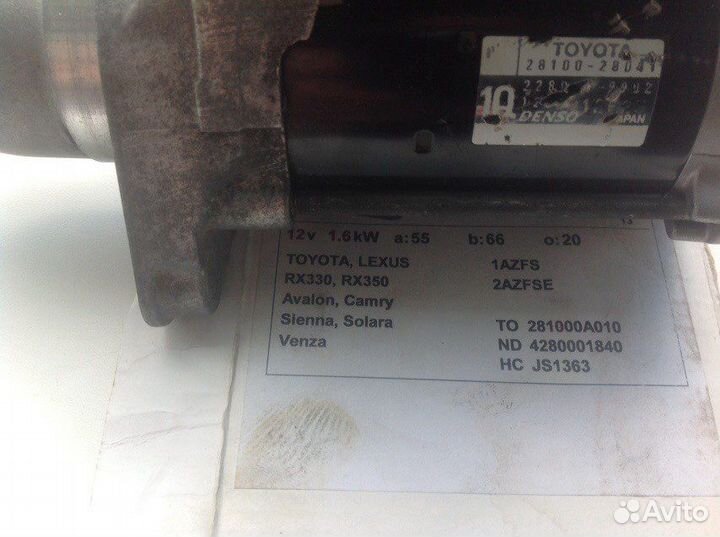 TOYOTA
28100-28041
10
DENSO JAPAN
12v 1.6kW a:55 b:66 o:20
TOYOTA, LEXUS 1AZFS
RX330, RX350 2AZFSE
Avalon, Camry
Sienna, Solara TO 281000A010
Venza ND 4280001840
HC JS1363
Avito